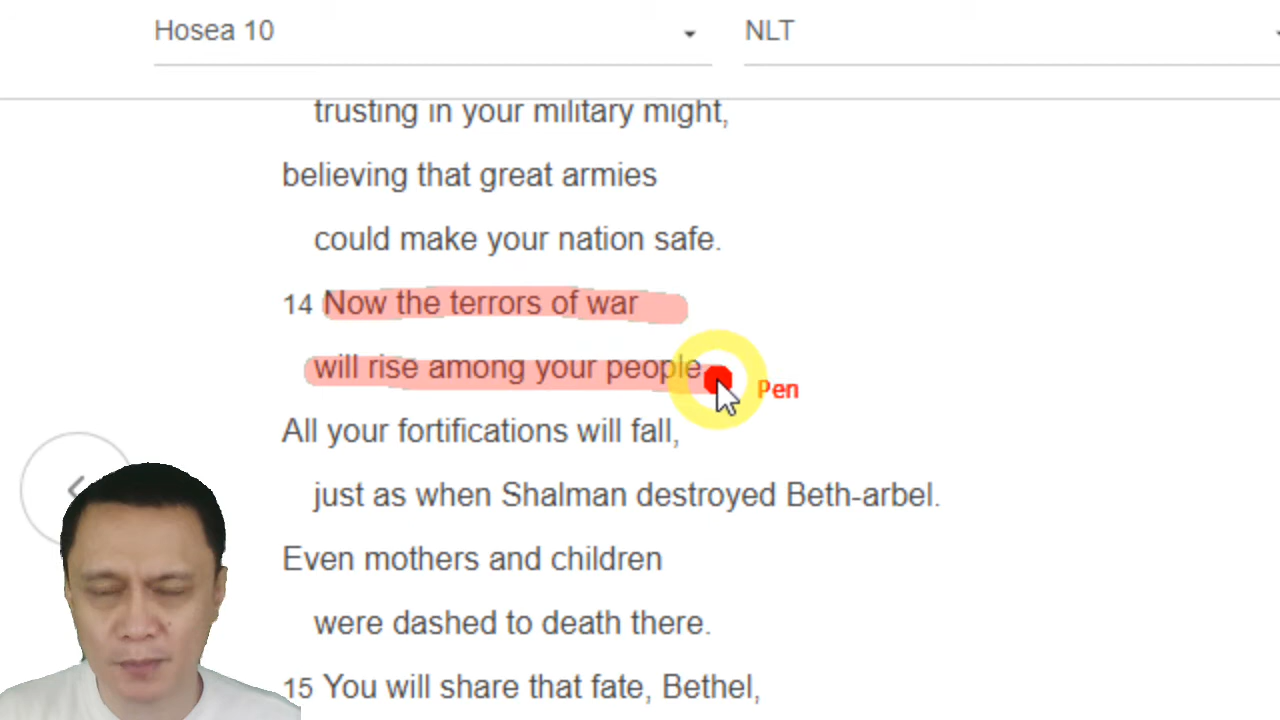 Hosea 10
NLT
trusting in your military might,
believing that great armies
could make your nation safe.
14 Now the terrors of war
will rise among your people.
Pen
All your fortifications will fall,
just as when Shalman destroyed Beth-arbel.
Even mothers and children
were dashed to death there.
15 You will share that fate, Bethel,